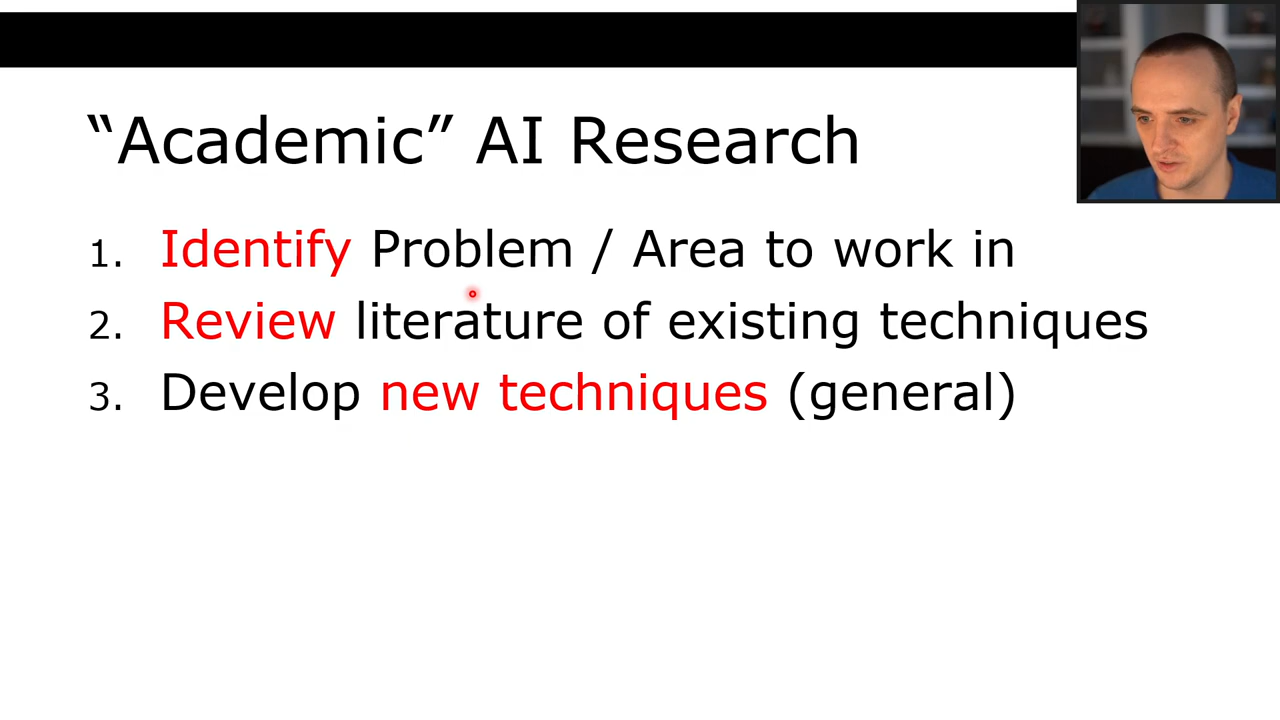 “Academic” AI Research
1. Identify Problem / Area to work in
2. Review literature of existing techniques
3. Develop new techniques (general)